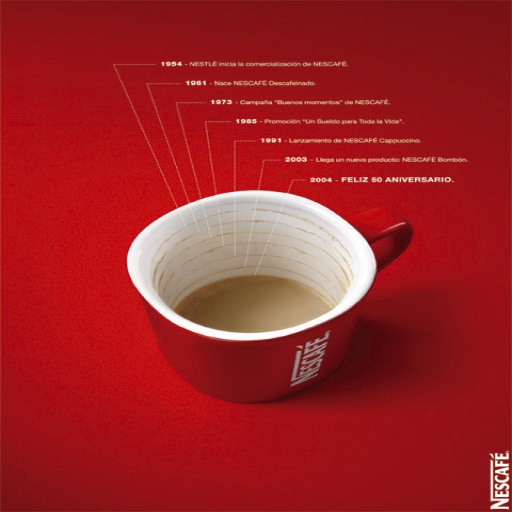 1954 - NESTLÉ inicia la comercialización de NESCAFÉ.
1961 - Nace NESCAFÉ Descafeinado.
1973 - Campaña "Buenos momentos" de NESCAFÉ.
1985 - Promoción "Un Sueldo para Toda la Vida".
1991 - Lanzamiento de NESCAFÉ Cappuccino.
2003 - Llega un nuevo producto: NESCAFÉ Bombón.
2004 - FELIZ 50 ANIVERSARIO.
NESCAFÉ.
NESCAFÉ.